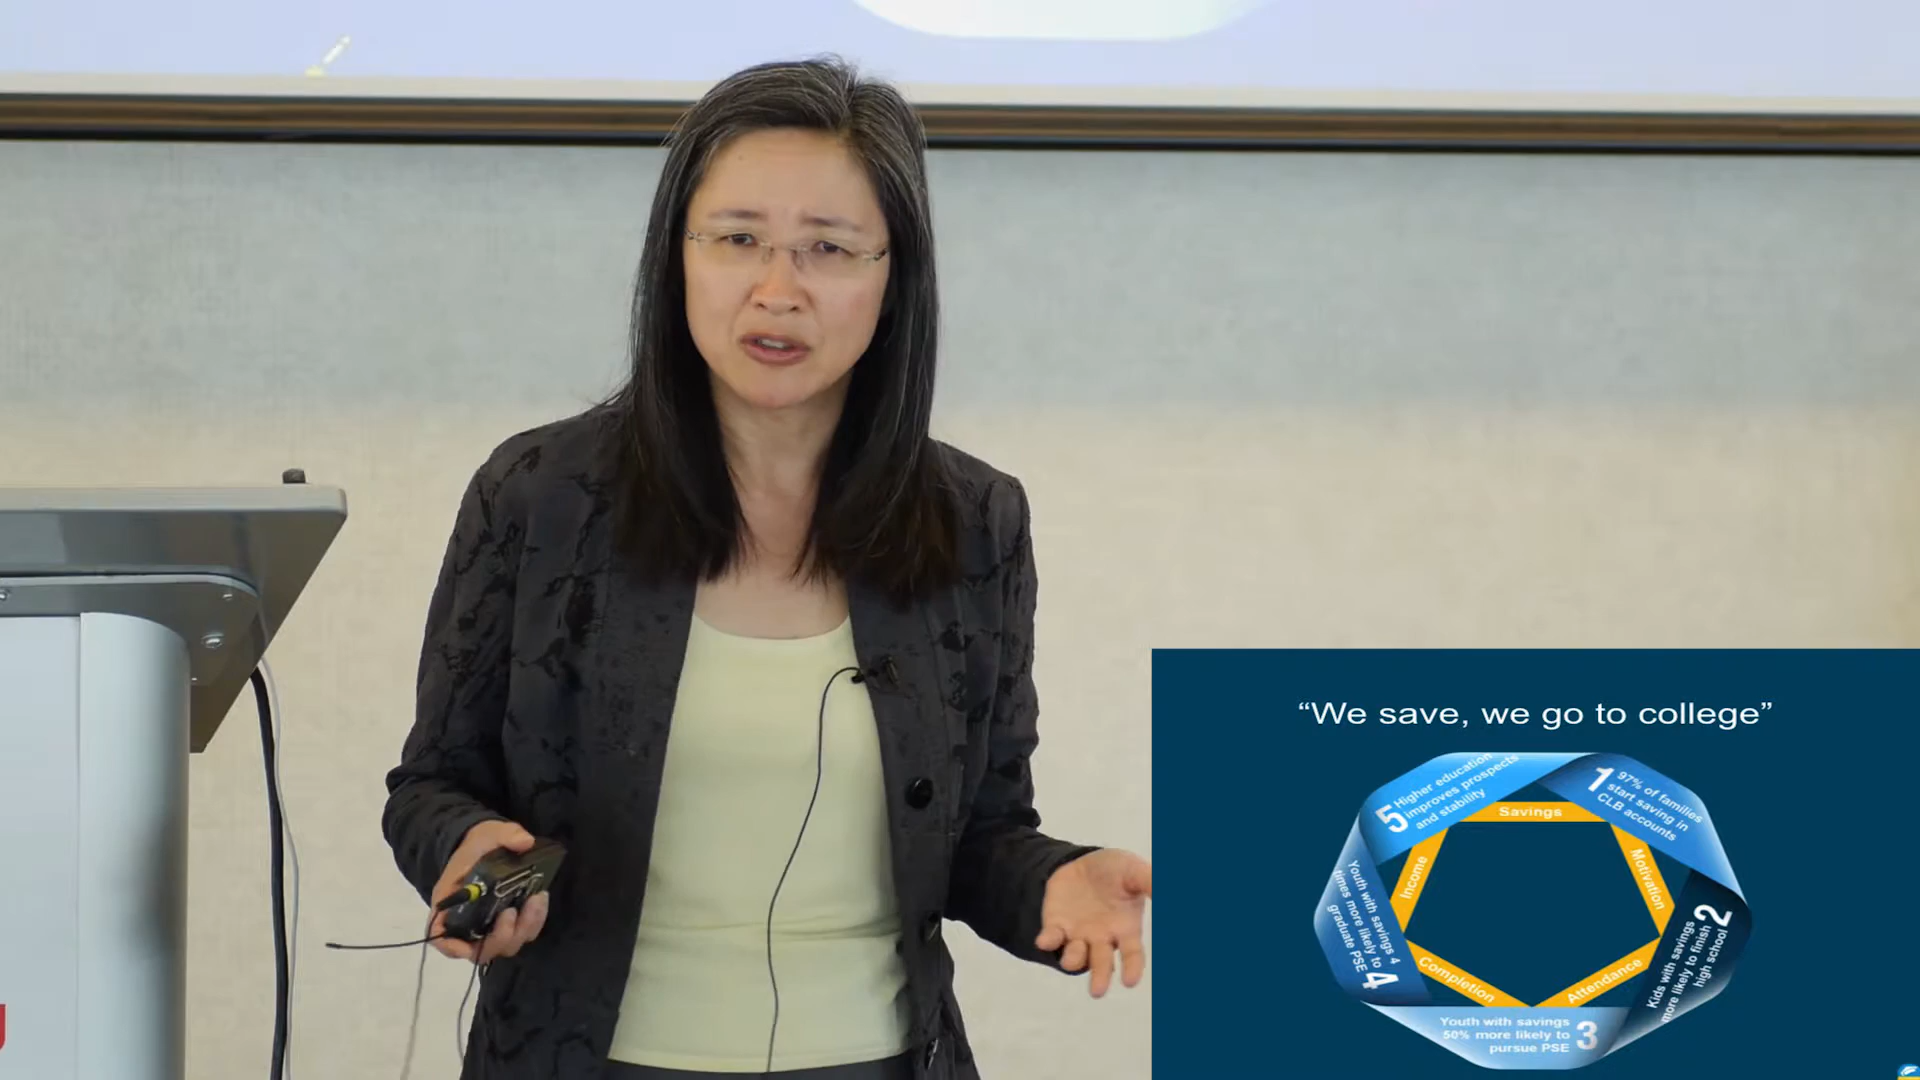 “We save, we go to college”
1 97% of families
start saving in
CLB accounts
Savings
Motivation
2 Kids with savings
more likely to finish
high school
Attendance
3 Youth with savings
50% more likely to
pursue PSE
Completion
4 Youth with savings 4
times more likely to
graduate PSE
Income
5 Higher education
improves prospects
and stability